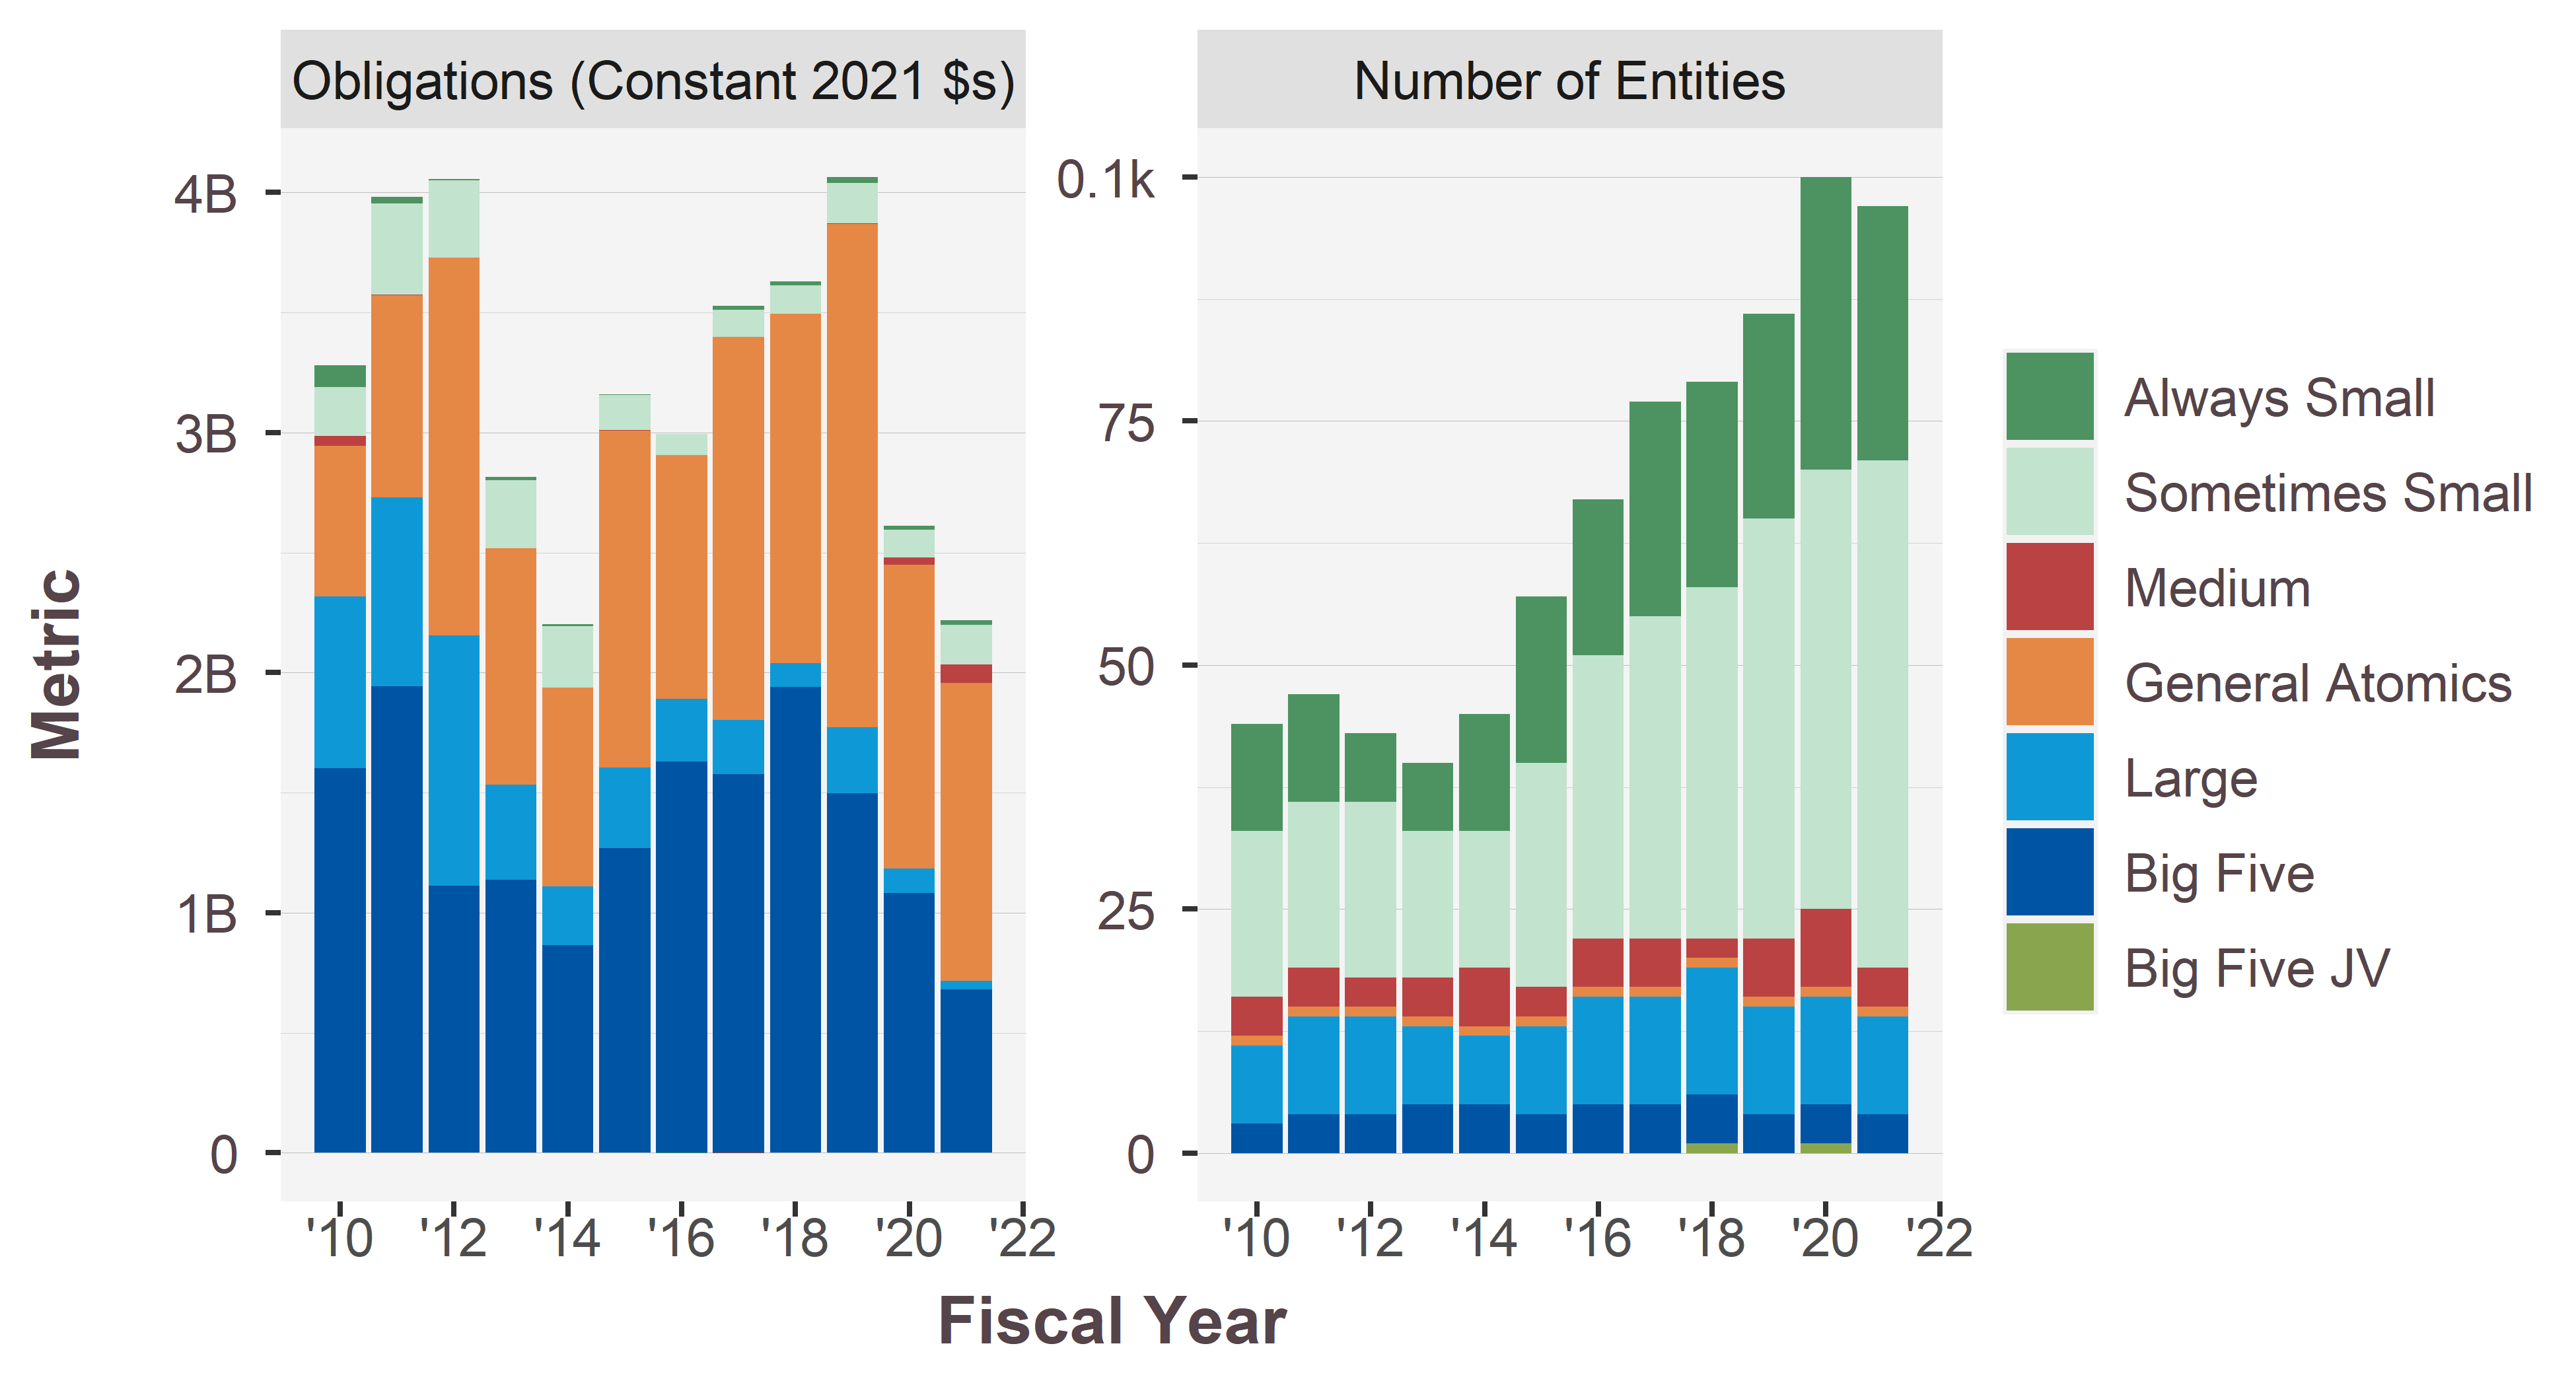 Obligations (Constant 2021 $s)
Number of Entities
Metric
4B
3B
2B
1B
0
0.1k
75
50
25
0
'10 '12 '14 '16 '18 '20 '22
'10 '12 '14 '16 '18 '20 '22
Fiscal Year
Always Small
Sometimes Small
Medium
General Atomics
Large
Big Five
Big Five JV